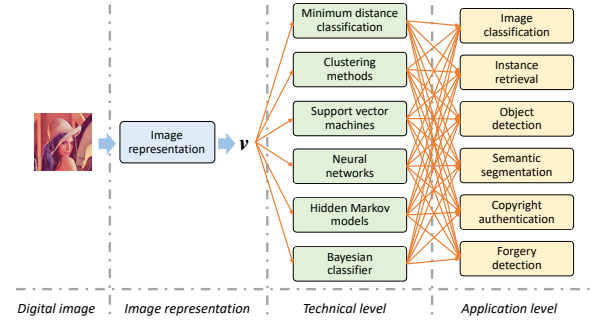 Minimum distance
classification
Clustering
methods
Support vector
machines
Neural
networks
Hidden Markov
models
Bayesian
classifier
Image
classification
Instance
retrieval
Object
detection
Semantic
segmentation
Copyright
authentication
Forgery
detection
Image
representation
v
Digital image
Image representation
Technical level
Application level